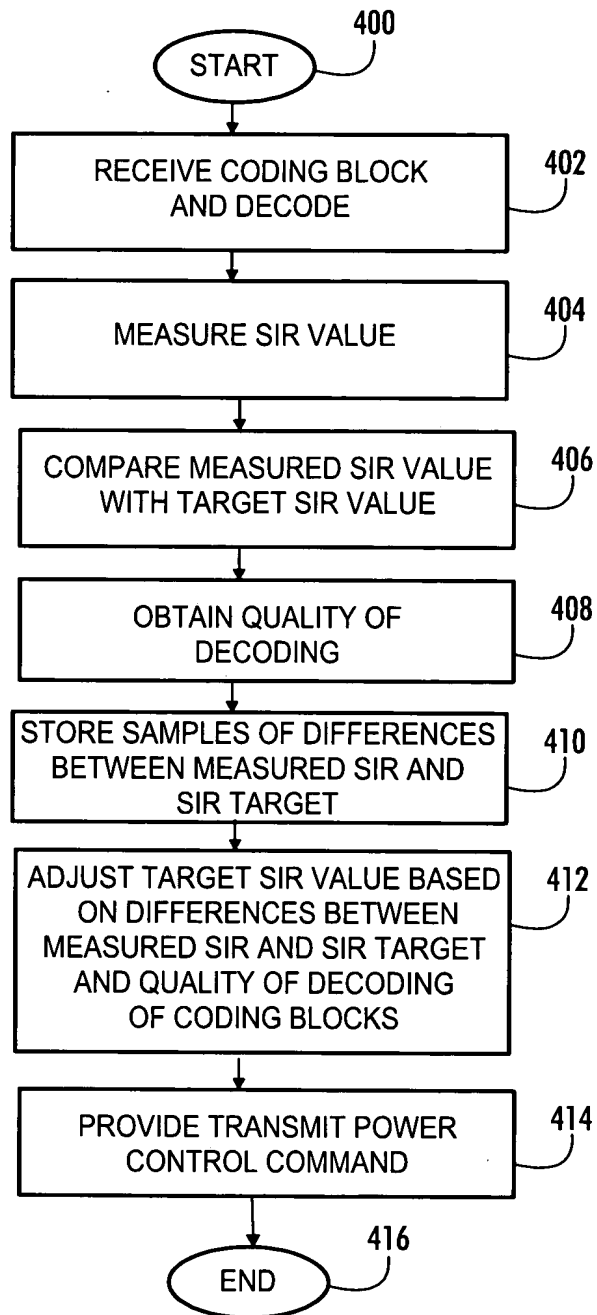 400
START
RECEIVE CODING BLOCK
AND DECODE
402
MEASURE SIR VALUE
404
COMPARE MEASURED SIR VALUE
WITH TARGET SIR VALUE
406
OBTAIN QUALITY OF
DECODING
408
STORE SAMPLES OF DIFFERENCES
BETWEEN MEASURED SIR AND
SIR TARGET
410
ADJUST TARGET SIR VALUE BASED
ON DIFFERENCES BETWEEN
MEASURED SIR AND SIR TARGET
AND QUALITY OF DECODING
OF CODING BLOCKS
412
PROVIDE TRANSMIT POWER
CONTROL COMMAND
414
416
END